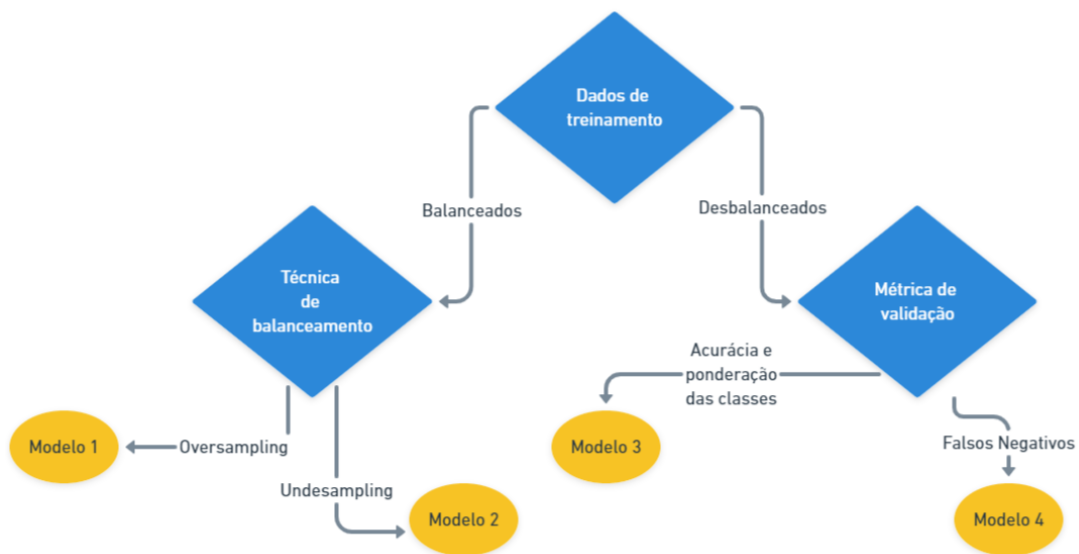 Dados de
treinamento
Balanceados
Desbalanceados
Técnica
de
balanceamento
Métrica de
validação
Acurácia e
ponderação
das classes
Modelo 1
Oversampling
Modelo 3
Falsos Negativos
Undesampling
Modelo 2
Modelo 4